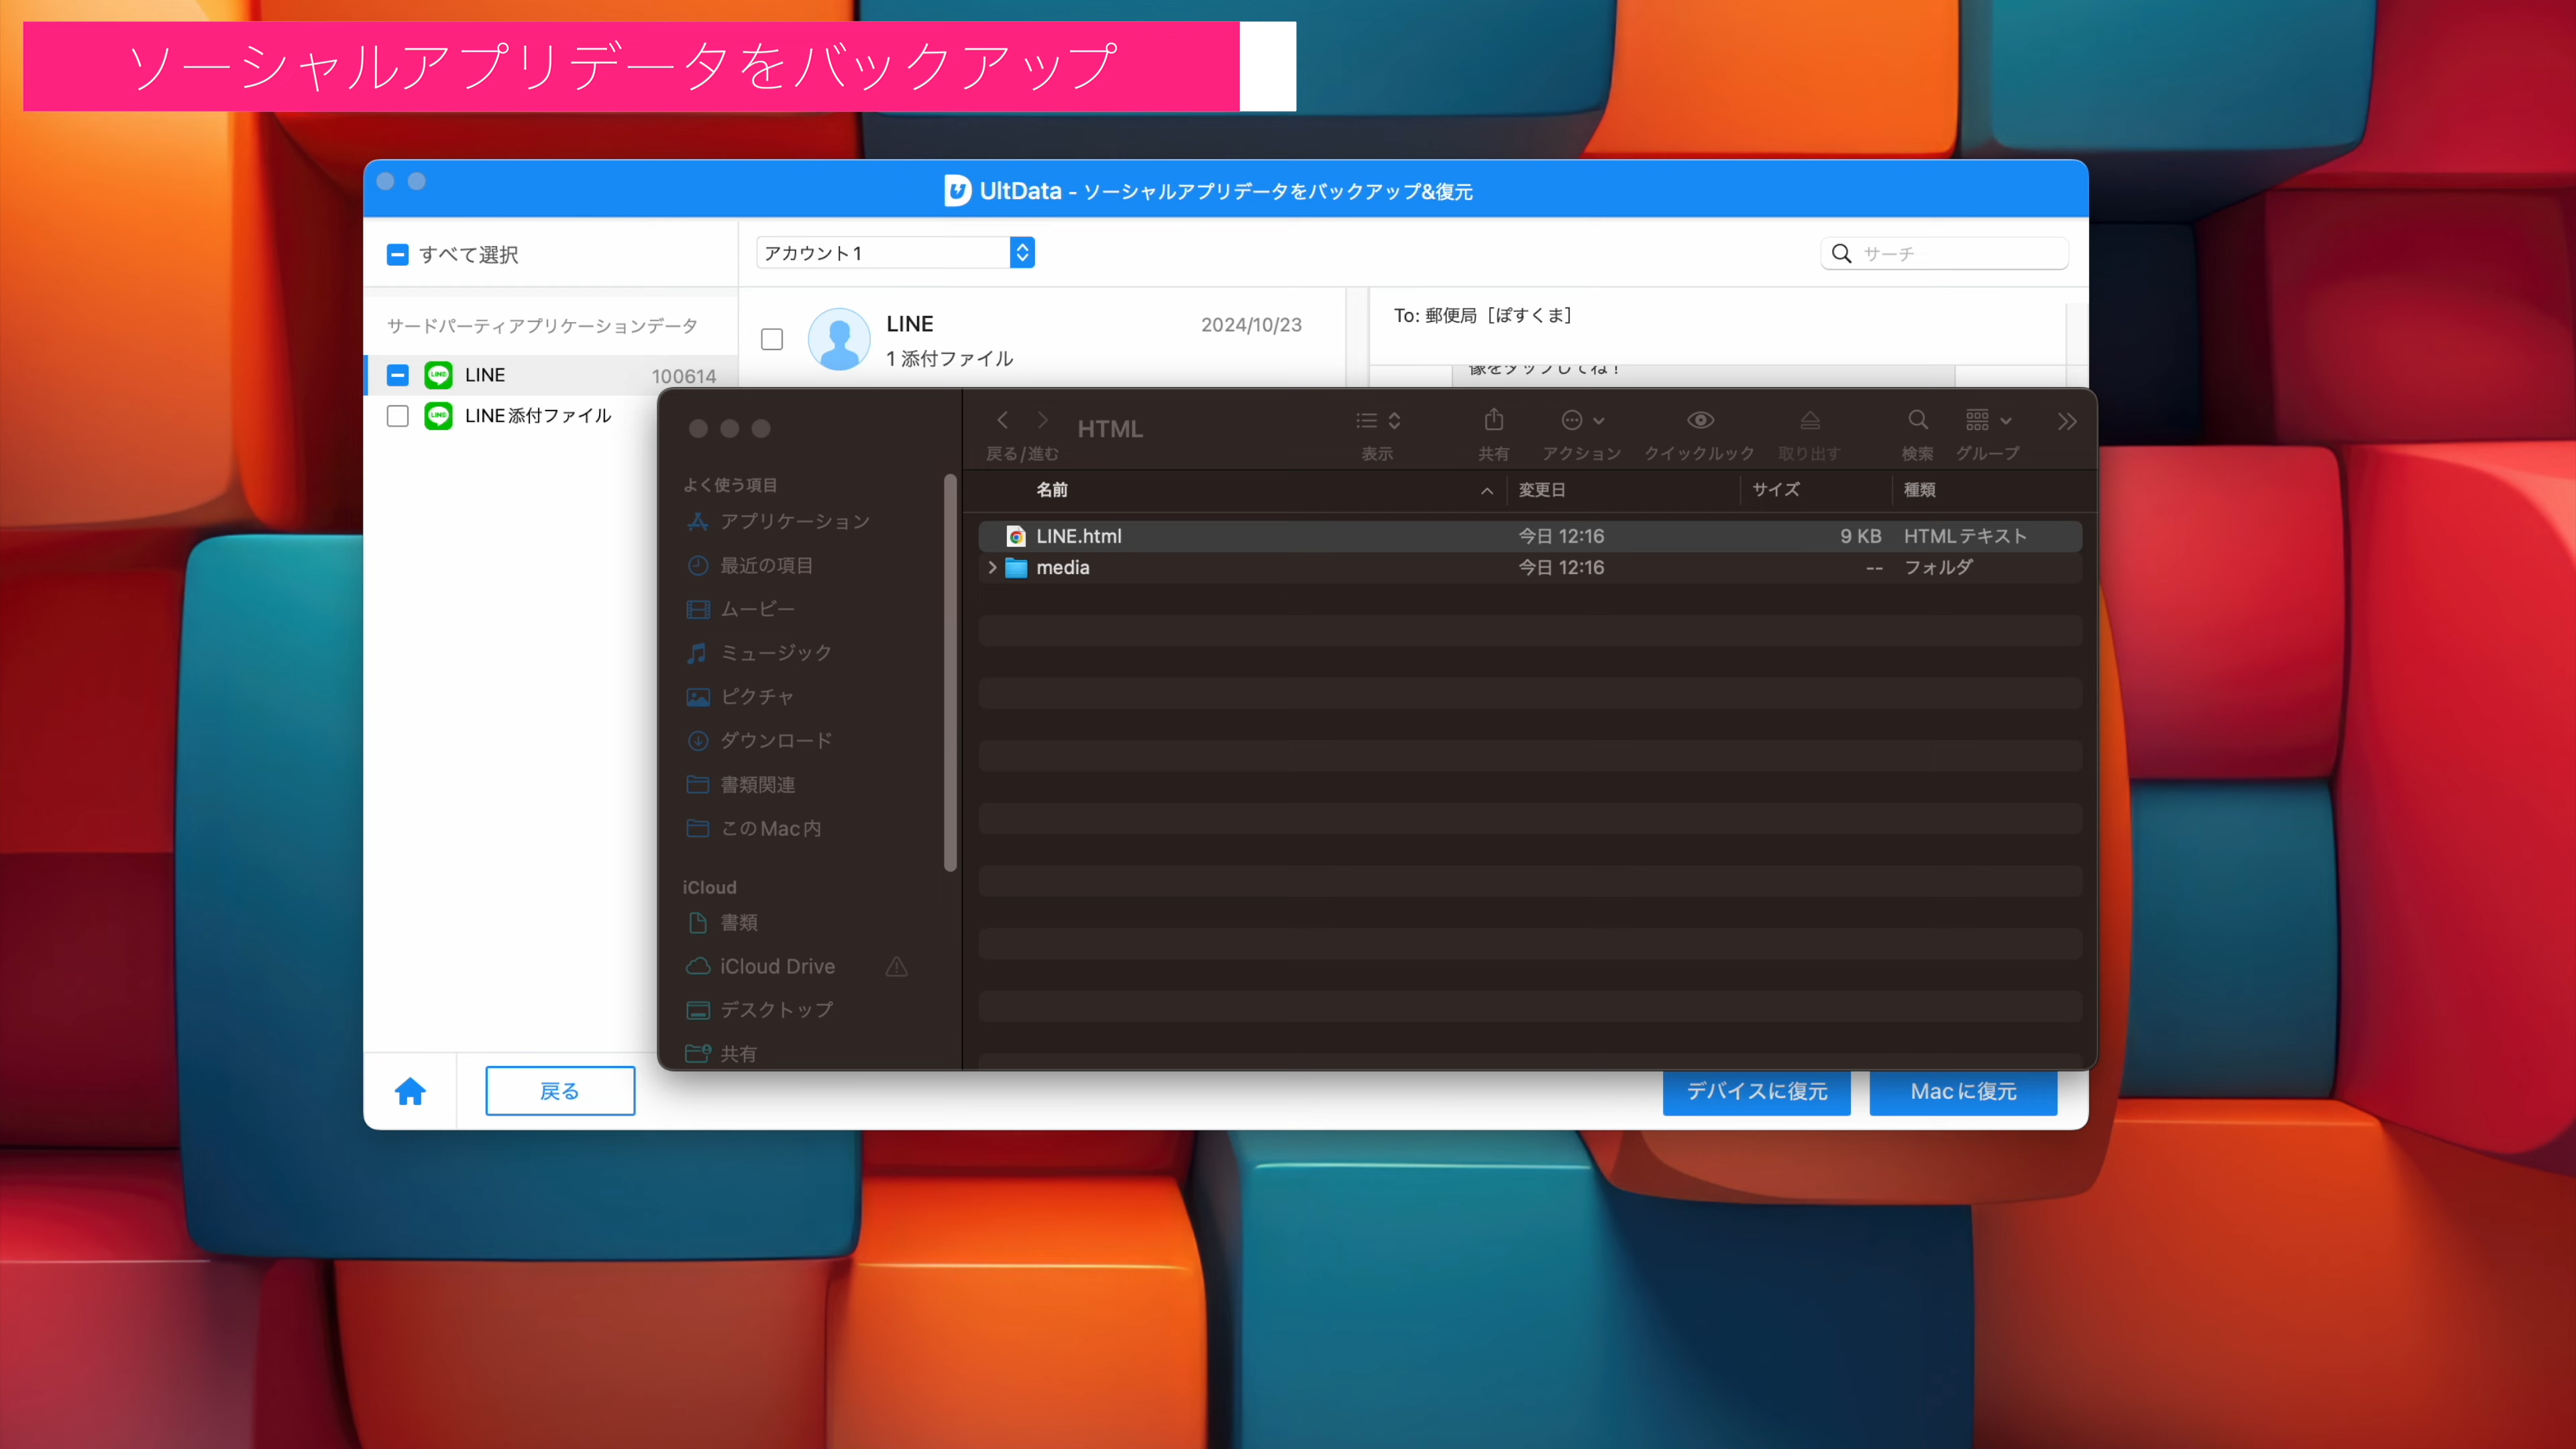 ソーシャルアプリデータをバックアップ
UltData - ソーシャルアプリデータをバックアップ&復元
すべて選択
アカウント1
サーチ
サードパーティアプリケーションデータ
LINE 100614
LINE添付ファイル
LINE 2024/10/23
1 添付ファイル
To: 郵便局［ぽすくま］
像をタップしてね！
戻る/進む
HTML
表示
共有
アクション
クイックルック
取り出す
検索
グループ
よく使う項目
アプリケーション
最近の項目
ムービー
ミュージック
ピクチャ
ダウンロード
書類関連
このMac内
iCloud
書類
iCloud Drive
デスクトップ
共有
名前 変更日 サイズ 種類
LINE.html 今日 12:16 9 KB HTMLテキスト
media 今日 12:16 -- フォルダ
戻る
デバイスに復元
Macに復元